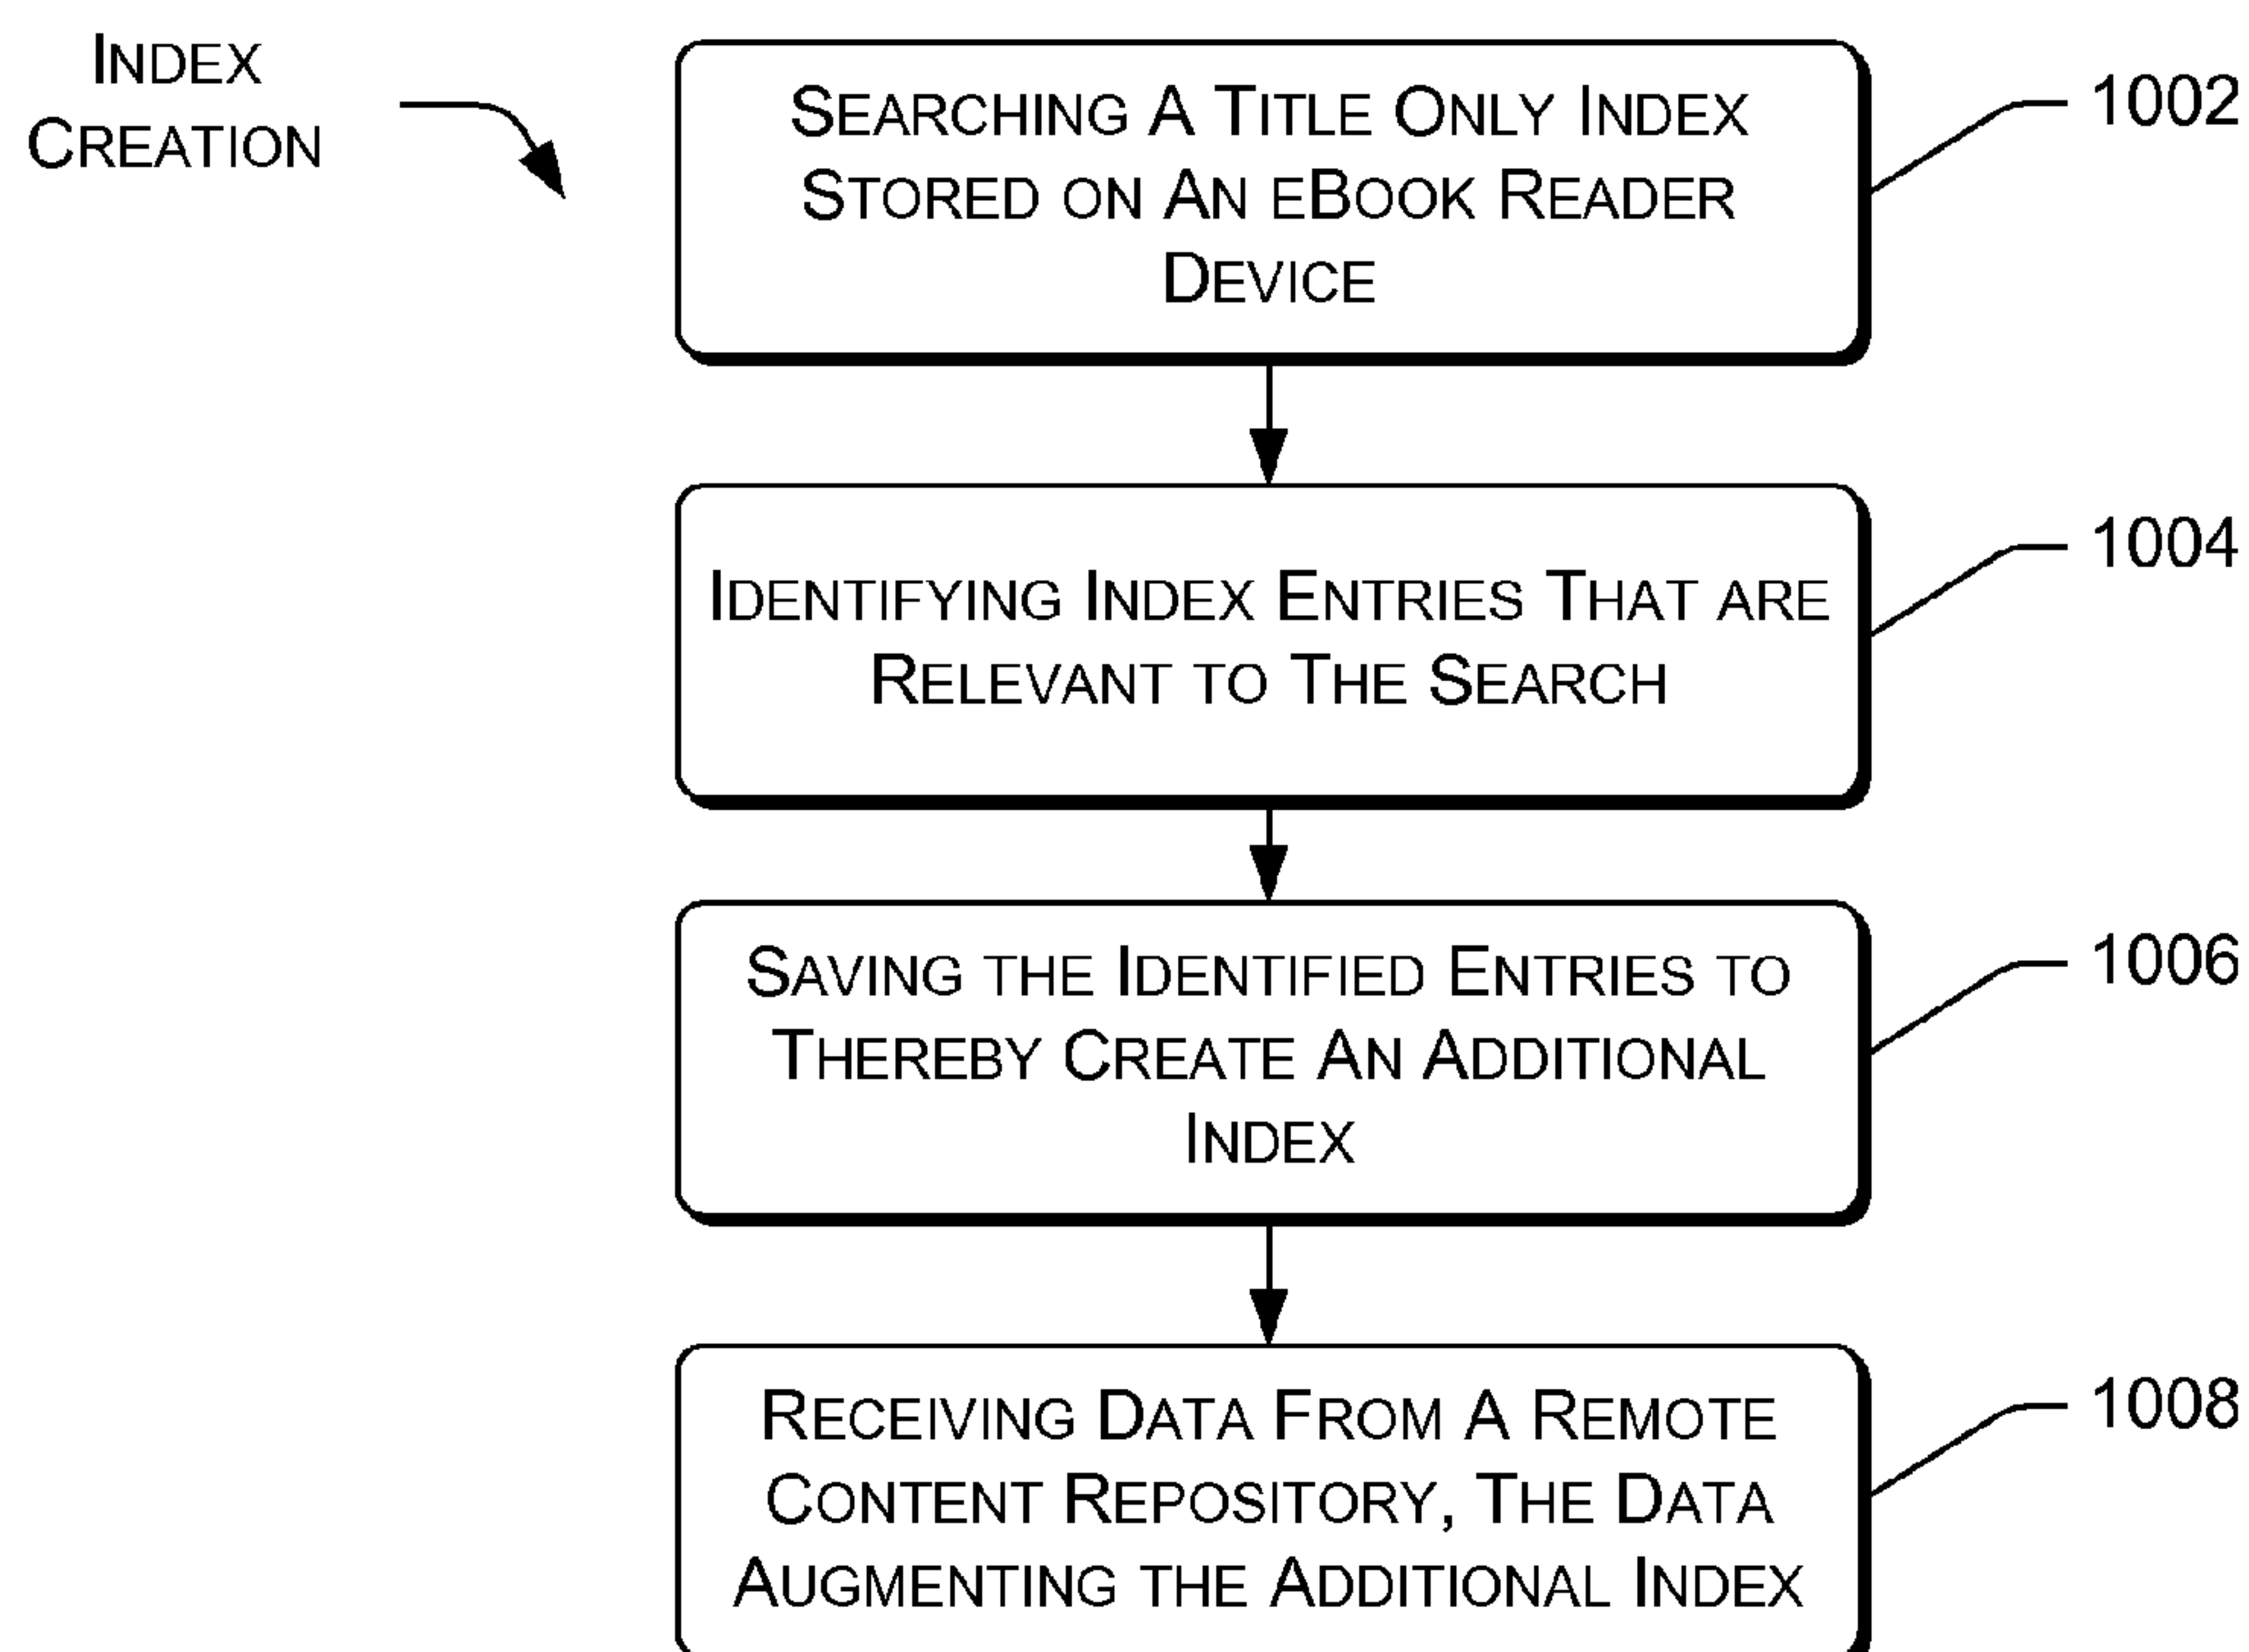 INDEX
CREATION
SEARCHING A TITLE ONLY INDEX
STORED ON AN EBOOK READER
DEVICE
1002
IDENTIFYING INDEX ENTRIES THAT ARE
RELEVANT TO THE SEARCH
1004
SAVING THE IDENTIFIED ENTRIES TO
THEREBY CREATE AN ADDITIONAL
INDEX
1006
RECEIVING DATA FROM A REMOTE
CONTENT REPOSITORY, THE DATA
AUGMENTING THE ADDITIONAL INDEX
1008